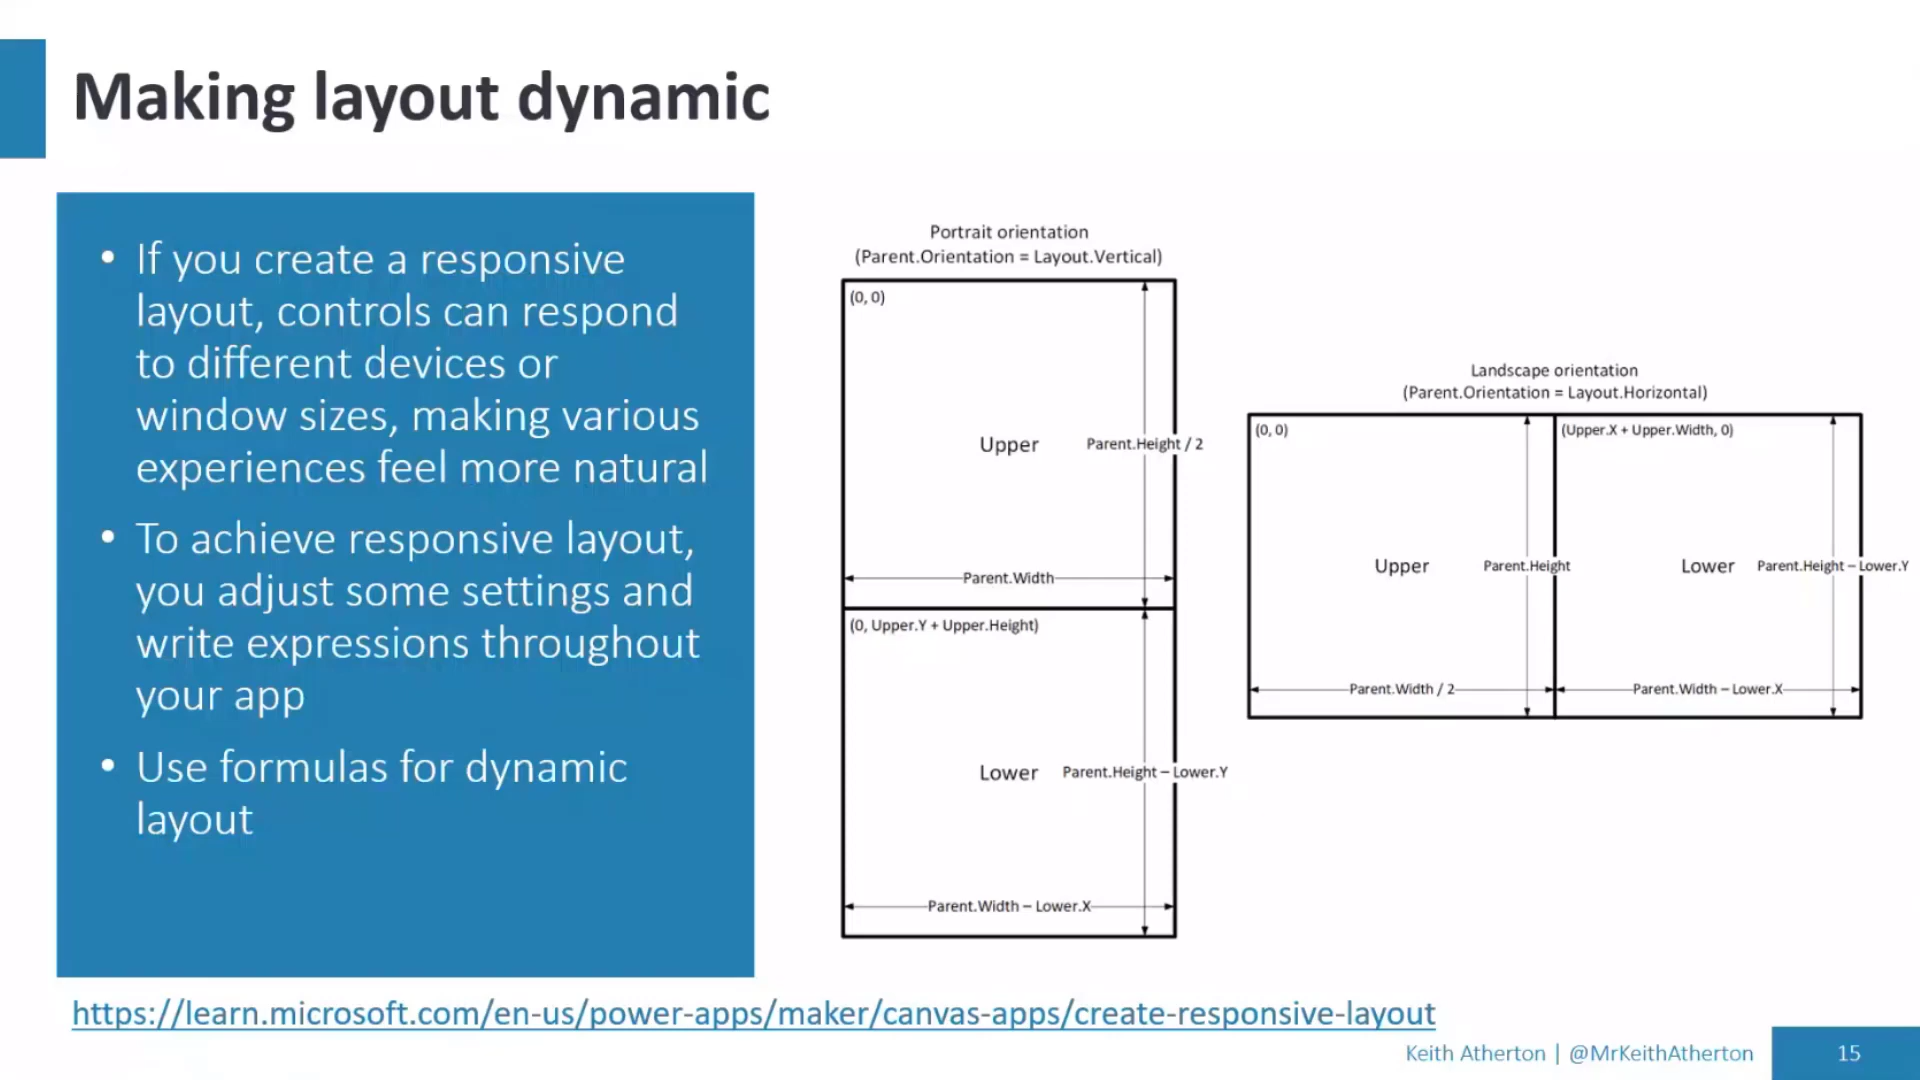 Making layout dynamic
• If you create a responsive
layout, controls can respond
to different devices or
window sizes, making various
experiences feel more natural
• To achieve responsive layout,
you adjust some settings and
write expressions throughout
your app
• Use formulas for dynamic
layout
Portrait orientation
(Parent.Orientation = Layout.Vertical)
(0, 0)
Upper
Parent.Height / 2
Parent.Width
(0, Upper.Y + Upper.Height)
Lower
Parent.Height – Lower.Y
Parent.Width – Lower.X
Landscape orientation
(Parent.Orientation = Layout.Horizontal)
(0, 0)
Upper
Parent.Height
Parent.Width / 2
(Upper.X + Upper.Width, 0)
Lower
Parent.Height – Lower.Y
Parent.Width – Lower.X
https://learn.microsoft.com/en-us/power-apps/maker/canvas-apps/create-responsive-layout
Keith Atherton | @MrKeithAtherton
15